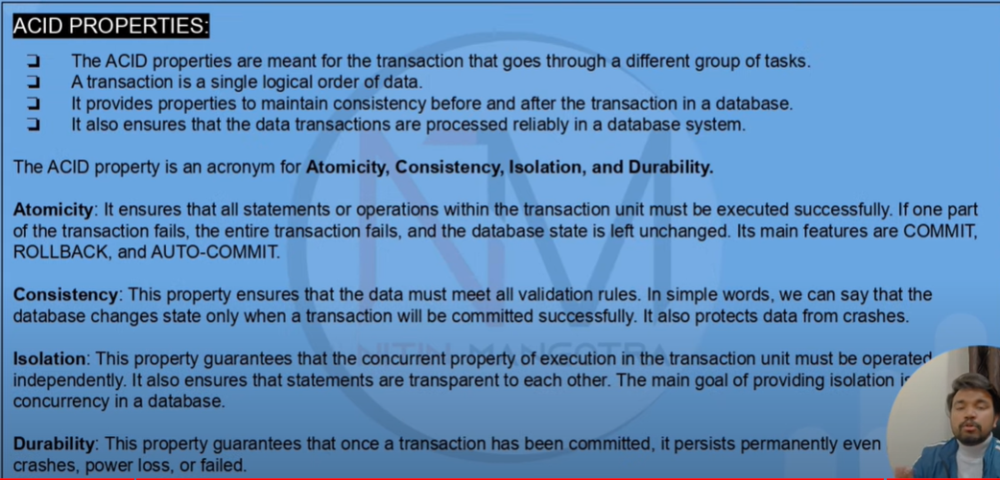 ACID PROPERTIES:
❑ The ACID properties are meant for the transaction that goes through a different group of tasks.
❑ A transaction is a single logical order of data.
❑ It provides properties to maintain consistency before and after the transaction in a database.
❑ It also ensures that the data transactions are processed reliably in a database system.
The ACID property is an acronym for Atomicity, Consistency, Isolation, and Durability.
Atomicity: It ensures that all statements or operations within the transaction unit must be executed successfully. If one part
of the transaction fails, the entire transaction fails, and the database state is left unchanged. Its main features are COMMIT,
ROLLBACK, and AUTO-COMMIT.
Consistency: This property ensures that the data must meet all validation rules. In simple words, we can say that the
database changes state only when a transaction will be committed successfully. It also protects data from crashes.
NITIN MANGOTRA
Isolation: This property guarantees that the concurrent property of execution in the transaction unit must be operated
independently. It also ensures that statements are transparent to each other. The main goal of providing isolation is
concurrency in a database.
Durability: This property guarantees that once a transaction has been committed, it persists permanently even
crashes, power loss, or failed.